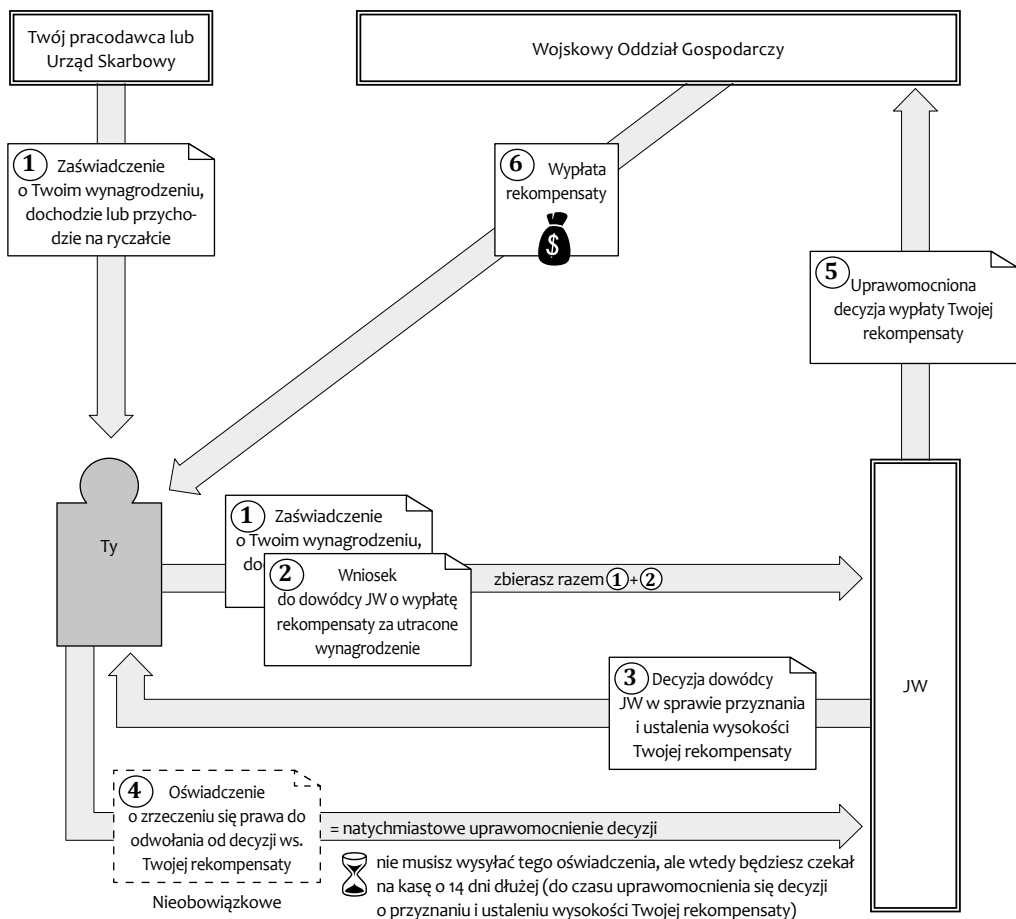 Twój pracodawca lub
Urząd Skarbowy
Wojskowy Oddział Gospodarczy
1 Zaświadczenie
o Twoim wynagrodzeniu,
dochodzie lub przycho-
dzie na ryczałcie
6 Wypłata
rekompensaty
$
5 Uprawomocniona
decyzja wypłaty Twojej
rekompensaty
Ty
1 Zaświadczenie
o Twoim wynagrodzeniu,
2 Wniosek
do dowódcy JW o wypłatę
rekompensaty za utracone
wynagrodzenie
zbierasz razem 1+2
3 Decyzja dowódcy
JW w sprawie przyznania
i ustalenia wysokości
Twojej rekompensaty
JW
4 Oświadczenie
o zrzeczeniu się prawa do
odwołania od decyzji ws.
Twojej rekompensaty
Nieobowiązkowe
= natychmiastowe uprawomocnienie decyzji
nie musisz wysyłać tego oświadczenia, ale wtedy będziesz czekał
na kasę o 14 dni dłużej (do czasu uprawomocnienia się decyzji
o przyznaniu i ustaleniu wysokości Twojej rekompensaty)